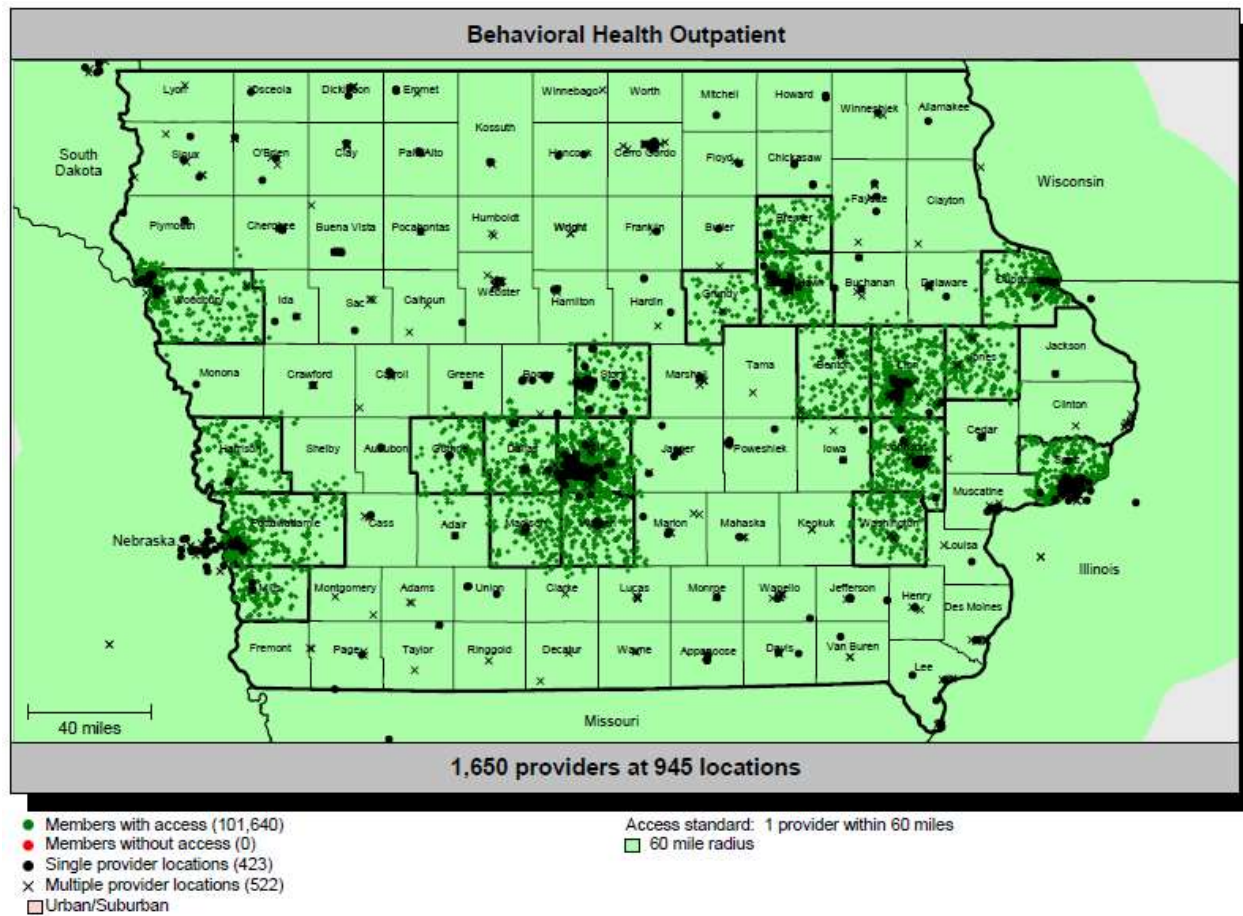 Behavioral Health Outpatient
Lyon Osceola Dickinson Emmet Winnebago Worth Mitchell Howard Winneshiek Allamakee
Kossuth
South Dakota
Sioux O'Brien Clay Palo Alto Hancock Cerro Gordo Floyd Chickasaw
Wisconsin
Fayette Clayton
Plymouth Cherokee Buena Vista Pocahontas Humboldt Wright Franklin Butler Bremer
Woodbury Ida Sac Calhoun Webster Hamilton Hardin Grundy Buchanan Delaware
Monona Crawford Carroll Greene Boone Story Marshall Tama Benton Linn Jones Jackson
Clinton
Harrison Shelby Audubon Guthrie Dallas Jasper Poweshiek Iowa Johnson Cedar
Scott
Muscatine
Pottawattamie Cass Adair Madison Warren Marion Mahaska Keokuk Washington
Nebraska
Louisa
Illinois
Mills Montgomery Adams Union Clarke Lucas Monroe Wapello Jefferson Henry Des Moines
Fremont Page Taylor Ringgold Decatur Wayne Appanoose Davis Van Buren
Lee
40 miles
Missouri
1,650 providers at 945 locations
Members with access (101,640)
Members without access (0)
Single provider locations (423)
Multiple provider locations (522)
Urban/Suburban
Access standard: 1 provider within 60 miles
60 mile radius